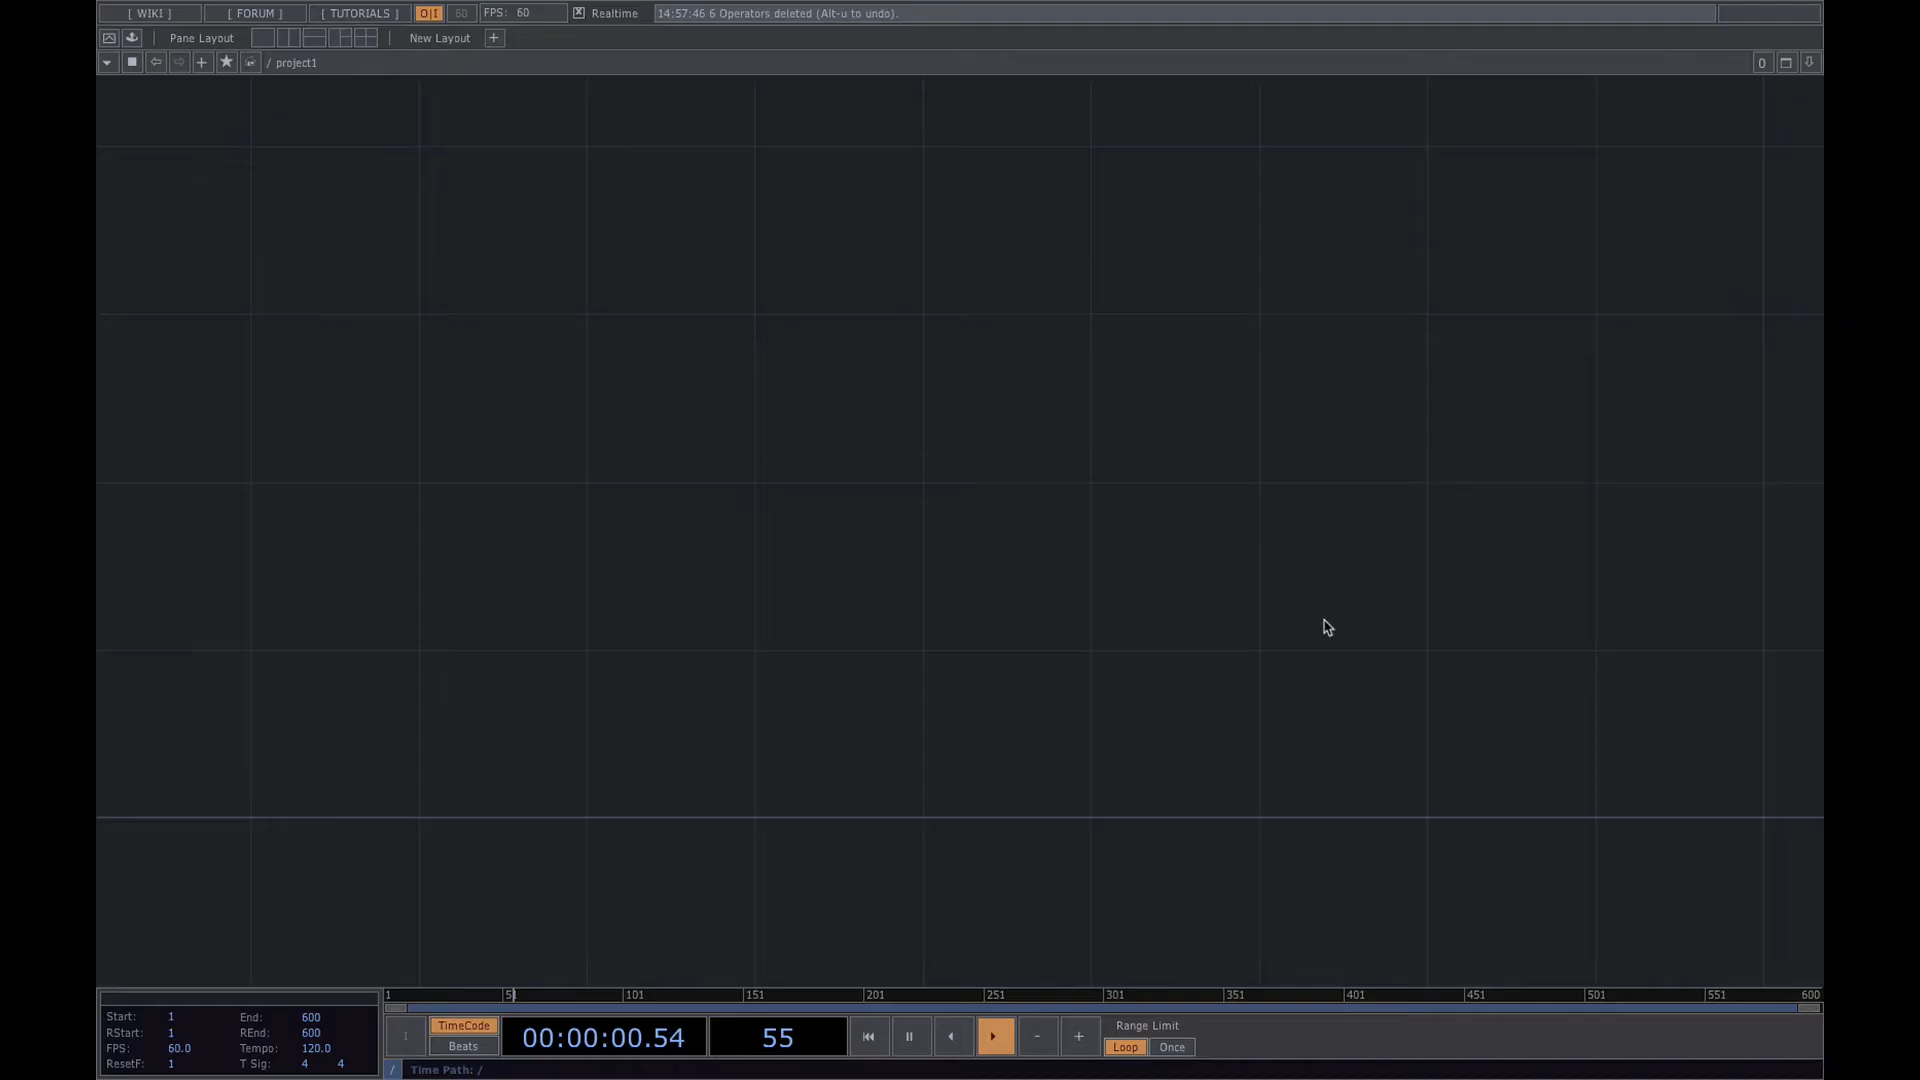 [ WIKI ] [ FORUM ] [ TUTORIALS ] O|I 60 FPS: 60 Realtime 14:57:46 6 Operators deleted (Alt-u to undo).
Pane Layout New Layout +
/ project1 0
1 51 101 151 201 251 301 351 401 451 501 551 600
Start: 1 End: 600
RStart: 1 REnd: 600
FPS: 60.0 Tempo: 120.0
ResetF: 1 T Sig: 4 4
TimeCode
Beats
00:00:00.54 55
- +
Range Limit
Loop Once
/ Time Path: /